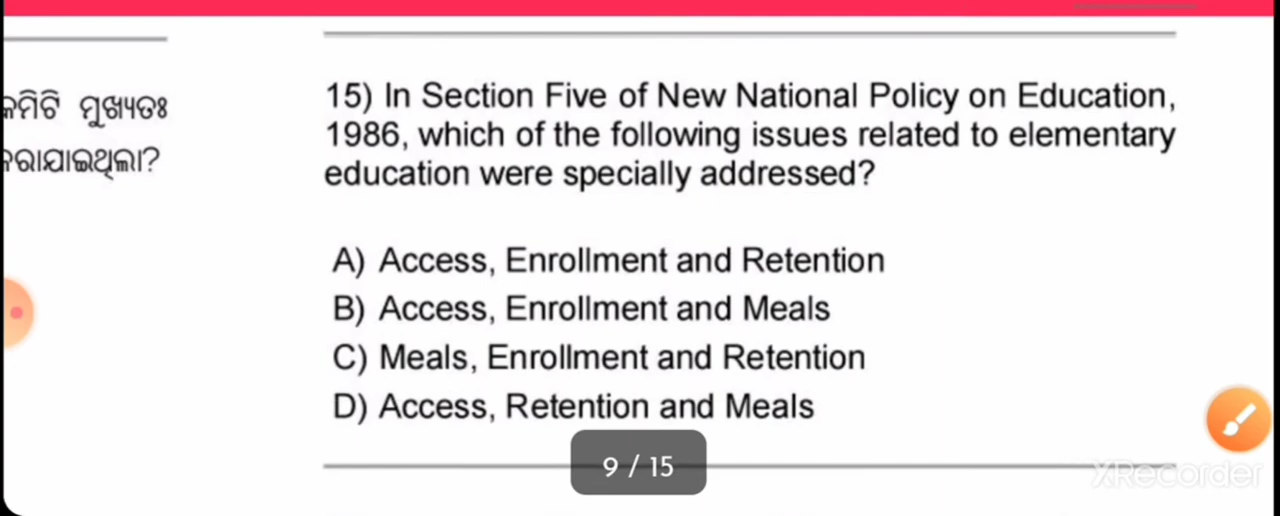 ମୁଖ୍ୟତଃ
15) In Section Five of New National Policy on Education,
1986, which of the following issues related to elementary
education were specially addressed?
A) Access, Enrollment and Retention
B) Access, Enrollment and Meals
C) Meals, Enrollment and Retention
D) Access, Retention and Meals
9 / 15
XRecorder